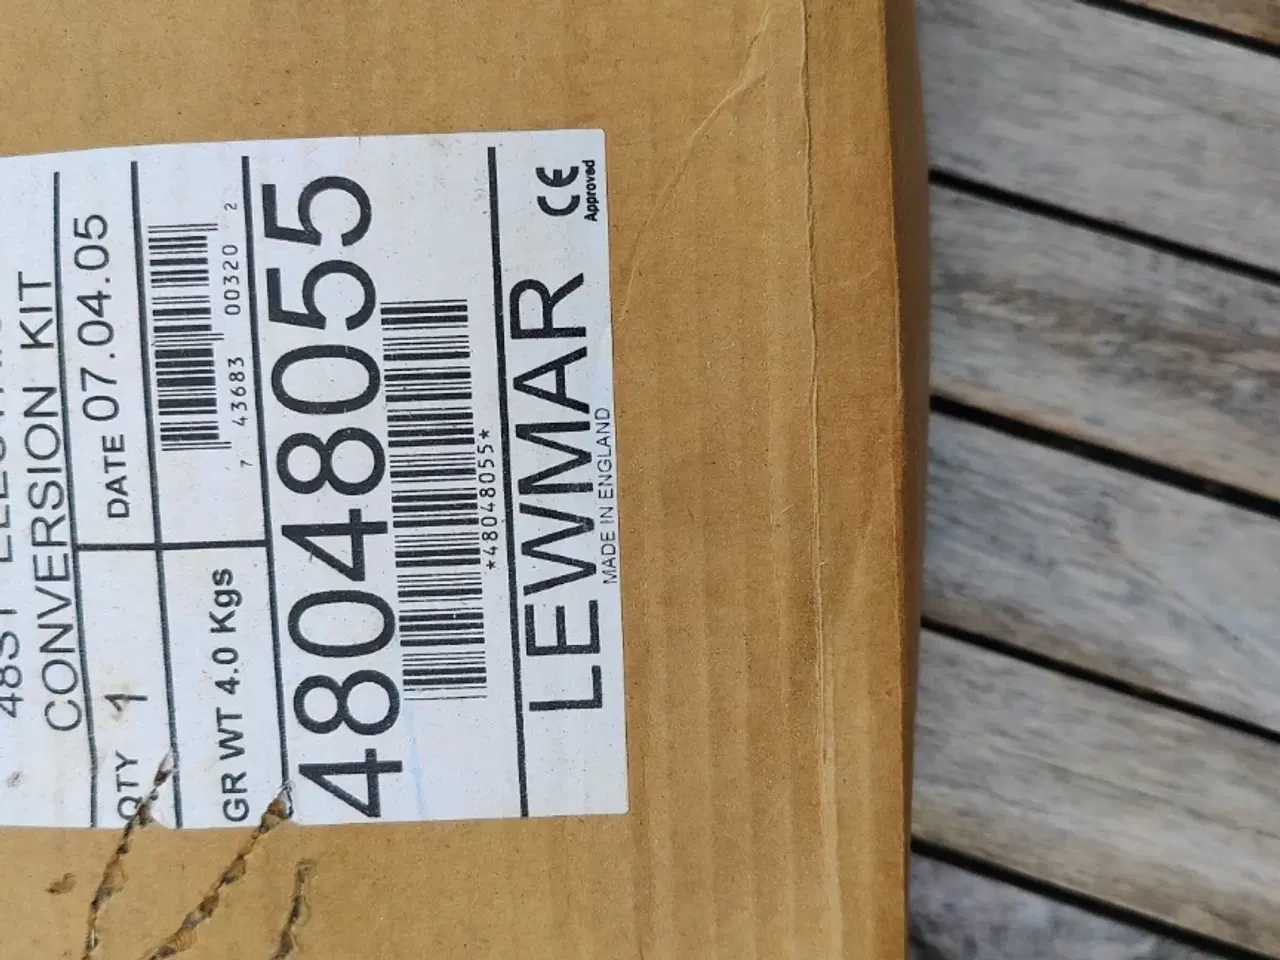 48ST
CONVERSION KIT
QTY 1
DATE 07.04.05
GR WT 4.0 Kgs
7 43683 00320 2
48048055
*48048055*
LEWMAR
CE
Approved
MADE IN ENGLAND